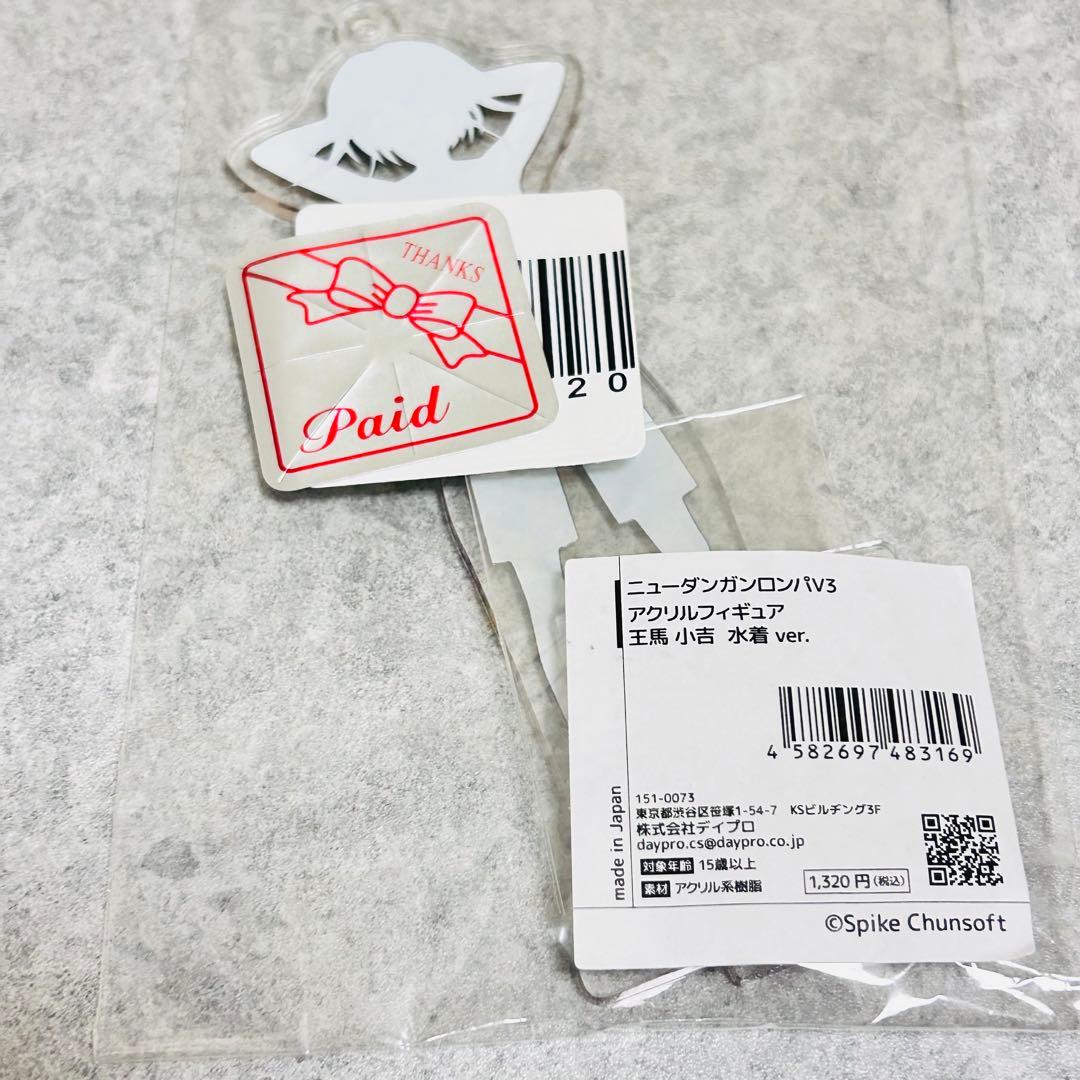 THANKS
Paid
20
ニューダンガンロンパV3
アクリルフィギュア
王馬 小吉 水着 ver.
4 582697 483169
made in Japan
151-0073
東京都渋谷区笹塚1-54-7 KSビルヂング3F
株式会社デイプロ
daypro.cs@daypro.co.jp
対象年齢 15歳以上
素材 アクリル系樹脂
1,320 円(税込)
©Spike Chunsoft